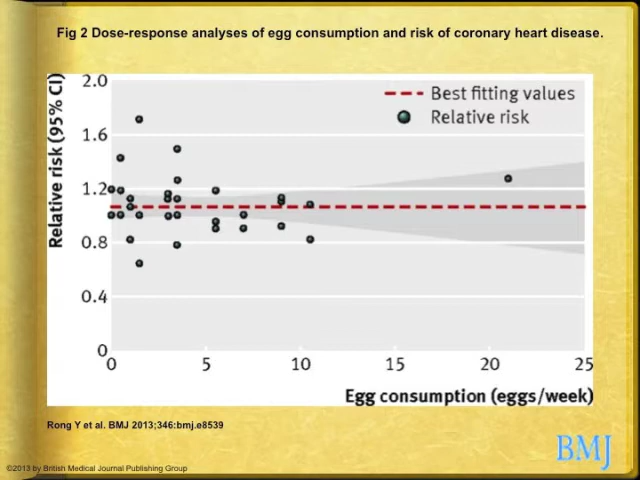 Fig 2 Dose-response analyses of egg consumption and risk of coronary heart disease.
Relative risk (95% CI)
2.0
1.6
1.2
0.8
0.4
0
Best fitting values
Relative risk
0 5 10 15 20 25
Egg consumption (eggs/week)
Rong Y et al. BMJ 2013;346:bmj.e8539
BMJ
©2013 by British Medical Journal Publishing Group